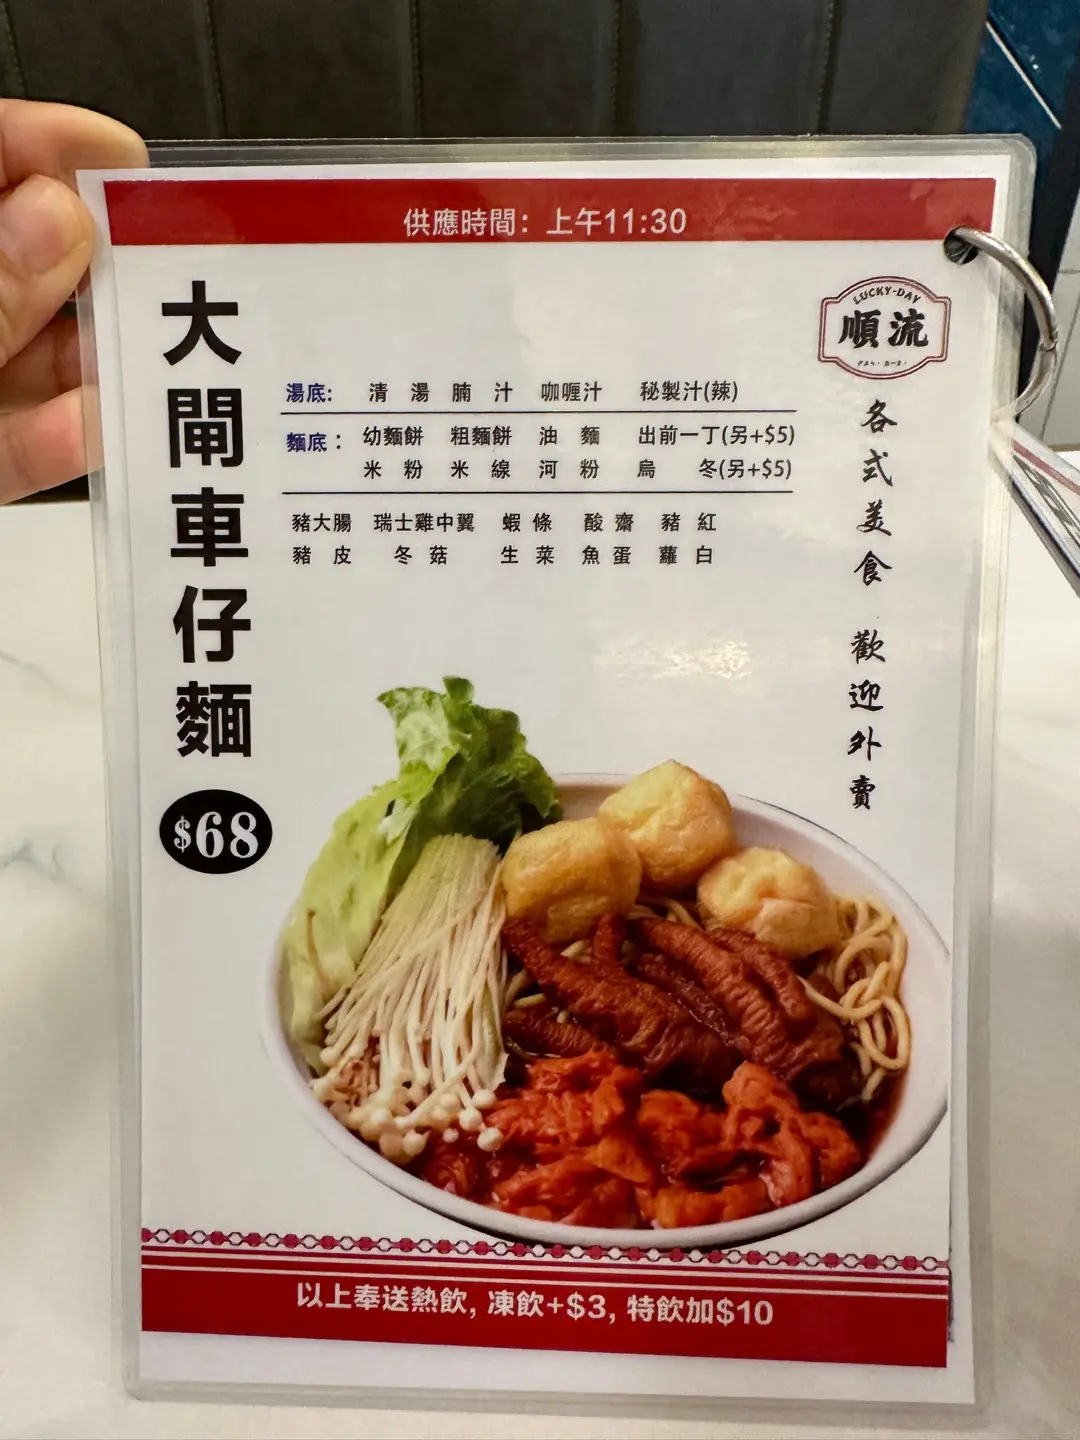 供應時間：上午11:30
大閘車仔麵
$68
湯底: 清湯 腩汁 咖喱汁 秘製汁(辣)
麵底： 幼麵餅 粗麵餅 油麵 出前一丁(另+$5)
米粉 米線 河粉 烏冬(另+$5)
豬大腸 瑞士雞中翼 蝦條 酸齋 豬紅
豬皮 冬菇 生菜 魚蛋 蘿白
LUCKY-DAY
順流
各式美食 歡迎外賣
以上奉送熱飲, 凍飲+$3, 特飲加$10